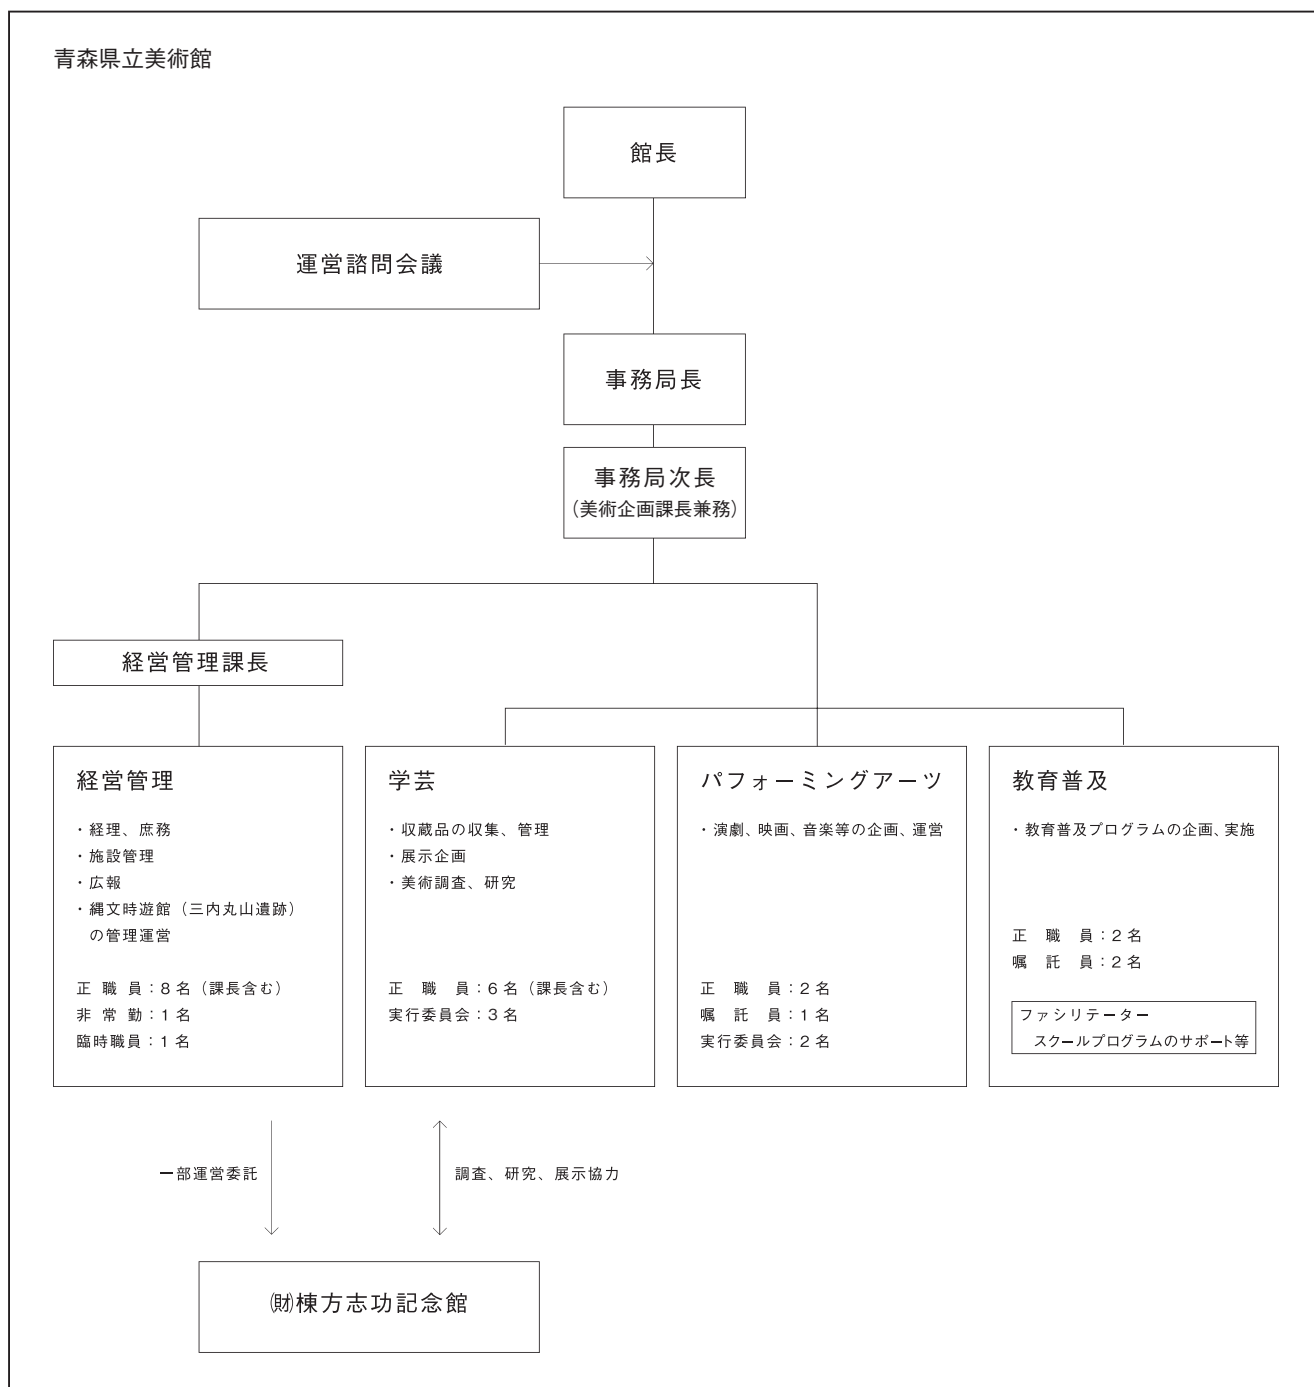 青森県立美術館
館長
運営諮問会議
事務局長
事務局次長
（美術企画課長兼務）
経営管理課長
経営管理
・経理、庶務
・施設管理
・広報
・縄文時遊館（三内丸山遺跡）
の管理運営
正職員：8名（課長含む）
非常勤：1名
臨時職員：1名
学芸
・収蔵品の収集、管理
・展示企画
・美術調査、研究
正職員：6名（課長含む）
実行委員会：3名
パフォーミングアーツ
・演劇、映画、音楽等の企画、運営
正職員：2名
嘱託員：1名
実行委員会：2名
教育普及
・教育普及プログラムの企画、実施
正職員：2名
嘱託員：2名
ファシリテーター
スクールプログラムのサポート等
一部運営委託
調査、研究、展示協力
㈶棟方志功記念館